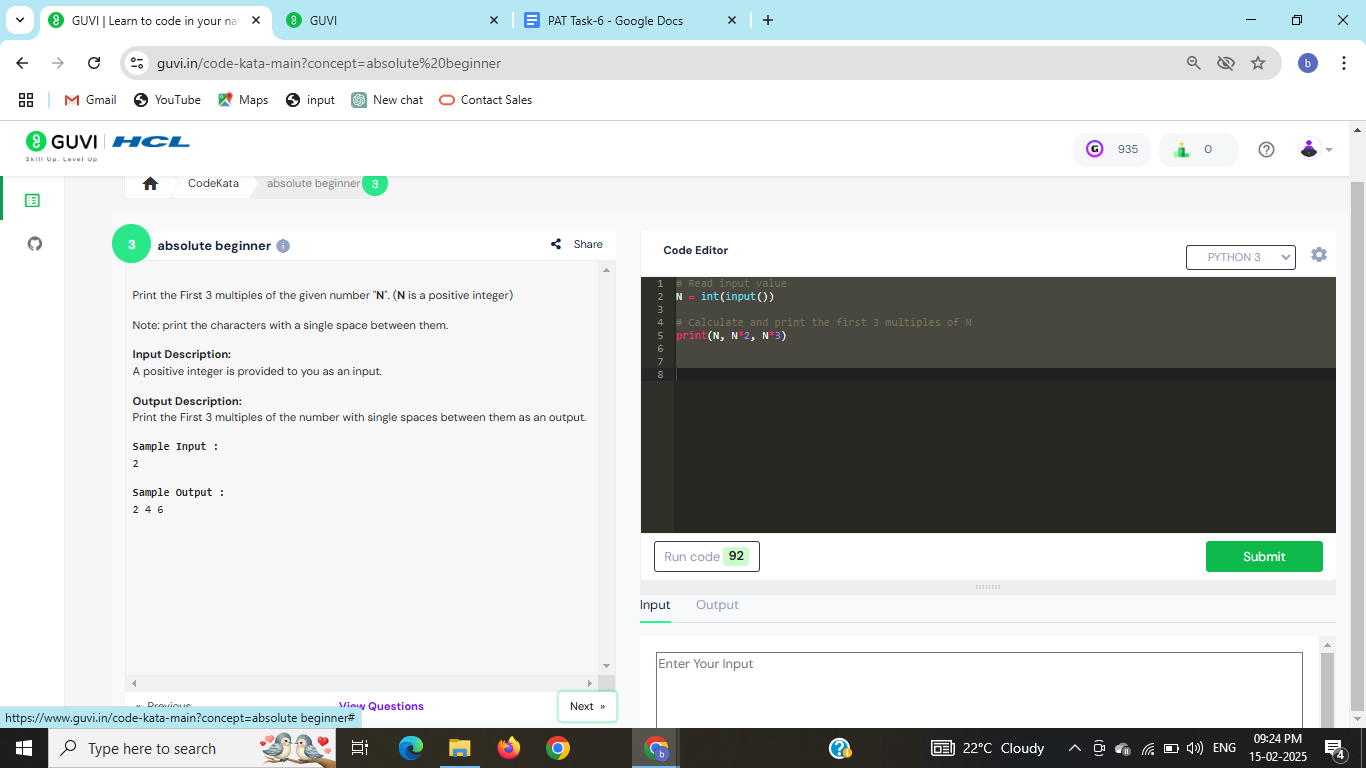 GUVI | Learn to code in your na
GUVI
PAT Task-6 - Google Docs
guvi.in/code-kata-main?concept=absolute%20beginner
b
Gmail
YouTube
Maps
input
New chat
Contact Sales
GUVI | HCL
Skill Up. Level Up
G 935
0
CodeKata
absolute beginner 3
3 absolute beginner i
Share
Print the First 3 multiples of the given number "N". (N is a positive integer)
Note: print the characters with a single space between them.
Input Description:
A positive integer is provided to you as an input.
Output Description:
Print the First 3 multiples of the number with single spaces between them as an output.
Sample Input :
2
Sample Output :
2 4 6
« Previous
View Questions
Next »
Code Editor
PYTHON 3
1 # Read input value
2 N = int(input())
3
4 # Calculate and print the first 3 multiples of N
5 print(N, N*2, N*3)
6
7
8
Run code 92
Submit
Input
Output
Enter Your Input
https://www.guvi.in/code-kata-main?concept=absolute beginner#
Type here to search
b
22°C Cloudy
ENG
09:24 PM
15-02-2025
4